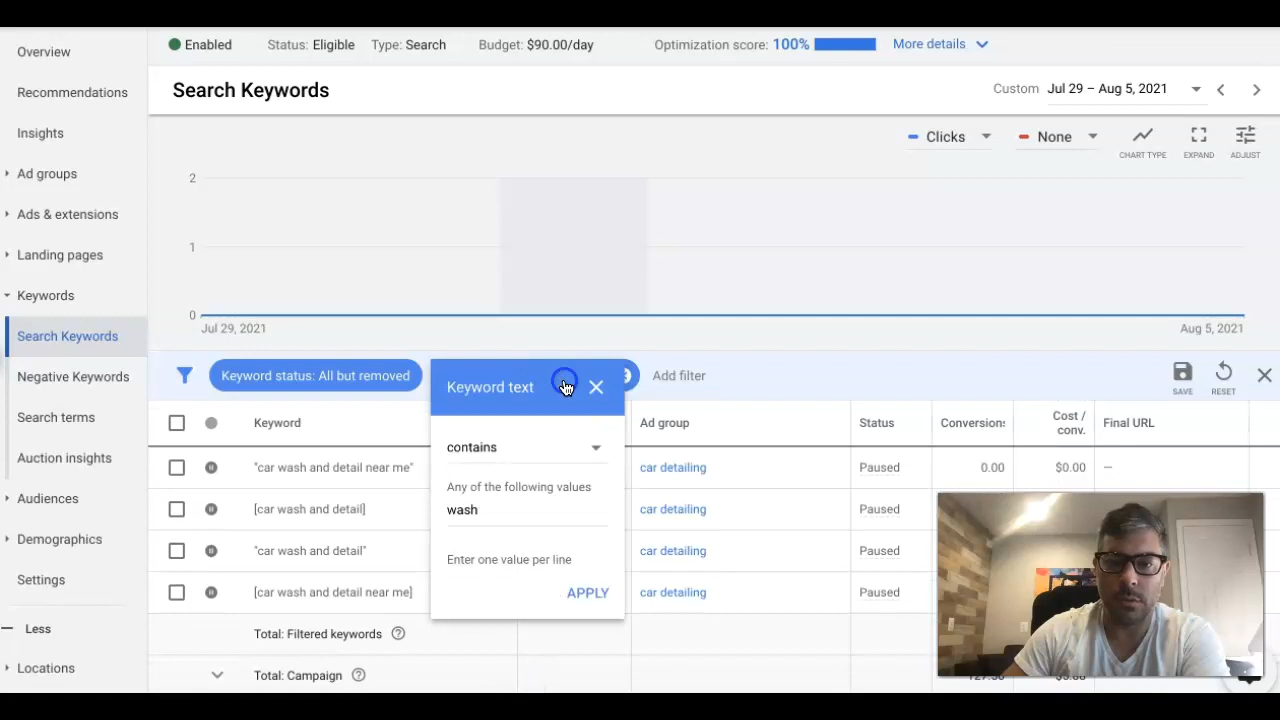 Overview
Recommendations
Insights
Ad groups
Ads & extensions
Landing pages
Keywords
Search Keywords
Negative Keywords
Search terms
Auction insights
Audiences
Demographics
Settings
Less
Locations
Enabled Status: Eligible Type: Search Budget: $90.00/day Optimization score: 100% More details
Search Keywords
Custom Jul 29 – Aug 5, 2021
Clicks None CHART TYPE EXPAND ADJUST
2
1
0
Jul 29, 2021 Aug 5, 2021
Keyword status: All but removed Add filter SAVE RESET
Keyword text
contains
Any of the following values
wash
Enter one value per line
APPLY
Keyword Ad group Status Conversions Cost / conv. Final URL
"car wash and detail near me" car detailing Paused 0.00 $0.00 —
[car wash and detail] car detailing Paused
"car wash and detail" car detailing Paused
[car wash and detail near me] car detailing Paused
Total: Filtered keywords
Total: Campaign